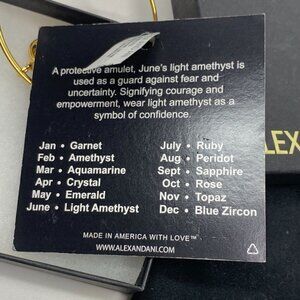 A protective amulet, June's light amethyst is
used as a guard against fear and
uncertainty. Signifying courage and
empowerment, wear light amethyst as a
symbol of confidence.
Jan • Garnet
Feb • Amethyst
Mar • Aquamarine
Apr • Crystal
May • Emerald
June • Light Amethyst
July • Ruby
Aug • Peridot
Sept • Sapphire
Oct • Rose
Nov • Topaz
Dec • Blue Zircon
MADE IN AMERICA WITH LOVE™
WWW.ALEXANDANI.COM
ALEX